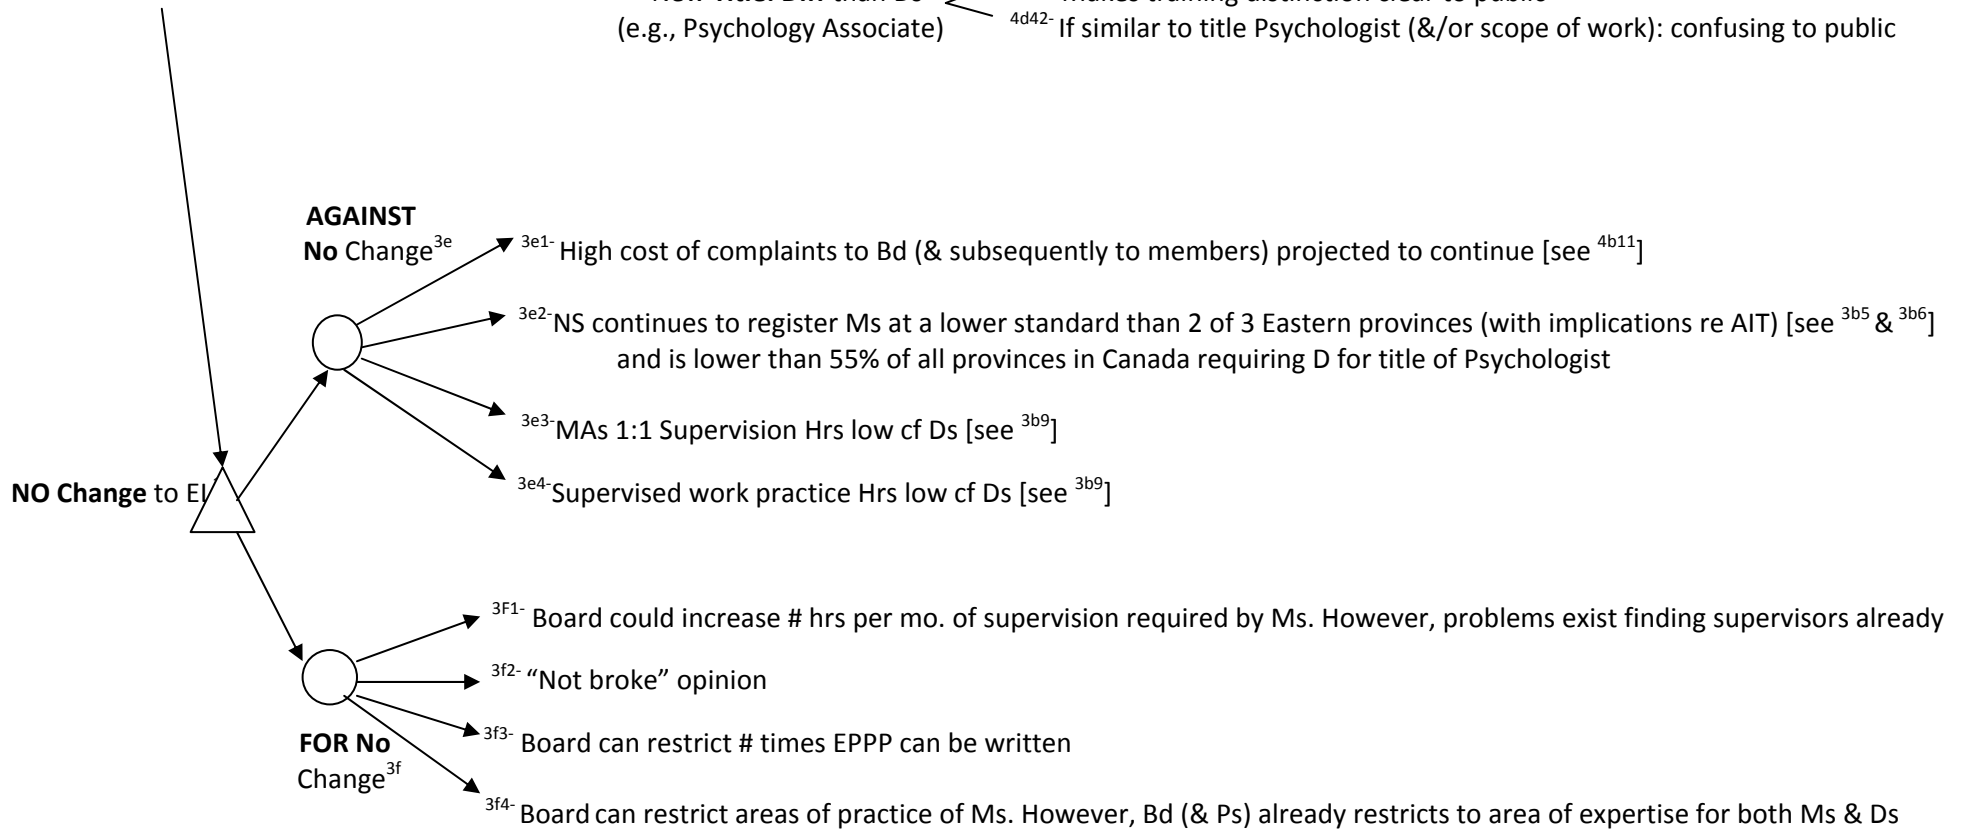 (e.g., Psychology Associate)
4d42- If similar to title Psychologist (&/or scope of work): confusing to public
AGAINST
No Change3e
3e1- High cost of complaints to Bd (& subsequently to members) projected to continue [see 4b11]
3e2-NS continues to register Ms at a lower standard than 2 of 3 Eastern provinces (with implications re AIT) [see 3b5 & 3b6]
and is lower than 55% of all provinces in Canada requiring D for title of Psychologist
3e3-MAs 1:1 Supervision Hrs low cf Ds [see 3b9]
NO Change to
3e4-Supervised work practice Hrs low cf Ds [see 3b9]
3F1- Board could increase # hrs per mo. of supervision required by Ms. However, problems exist finding supervisors already
3f2- “Not broke” opinion
FOR No
Change3f
3f3- Board can restrict # times EPPP can be written
3f4- Board can restrict areas of practice of Ms. However, Bd (& Ps) already restricts to area of expertise for both Ms & Ds